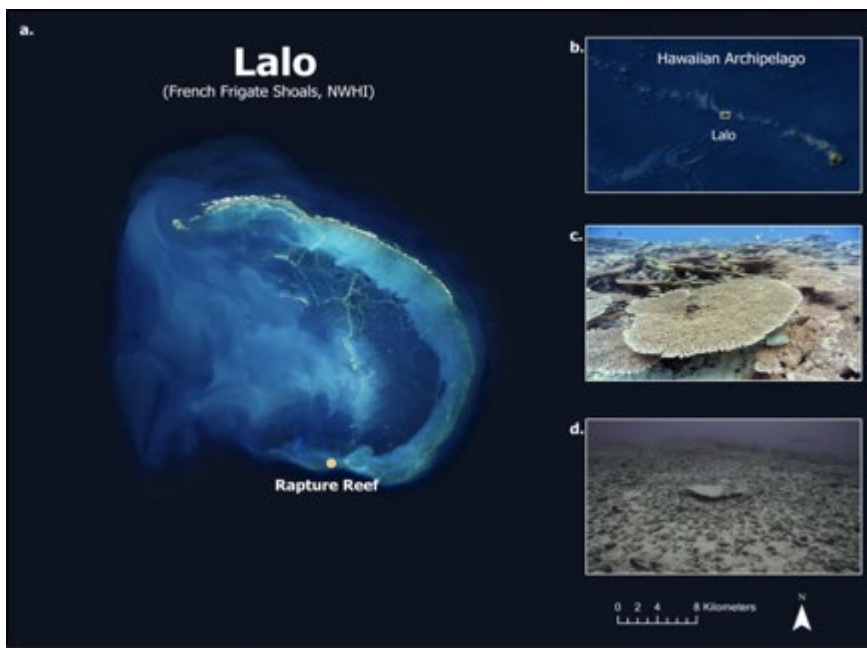 a.
Lalo
(French Frigate Shoals, NWHI)
Rapture Reef
b.
Hawaiian Archipelago
Lalo
c.
d.
0 2 4 8 Kilometers
N